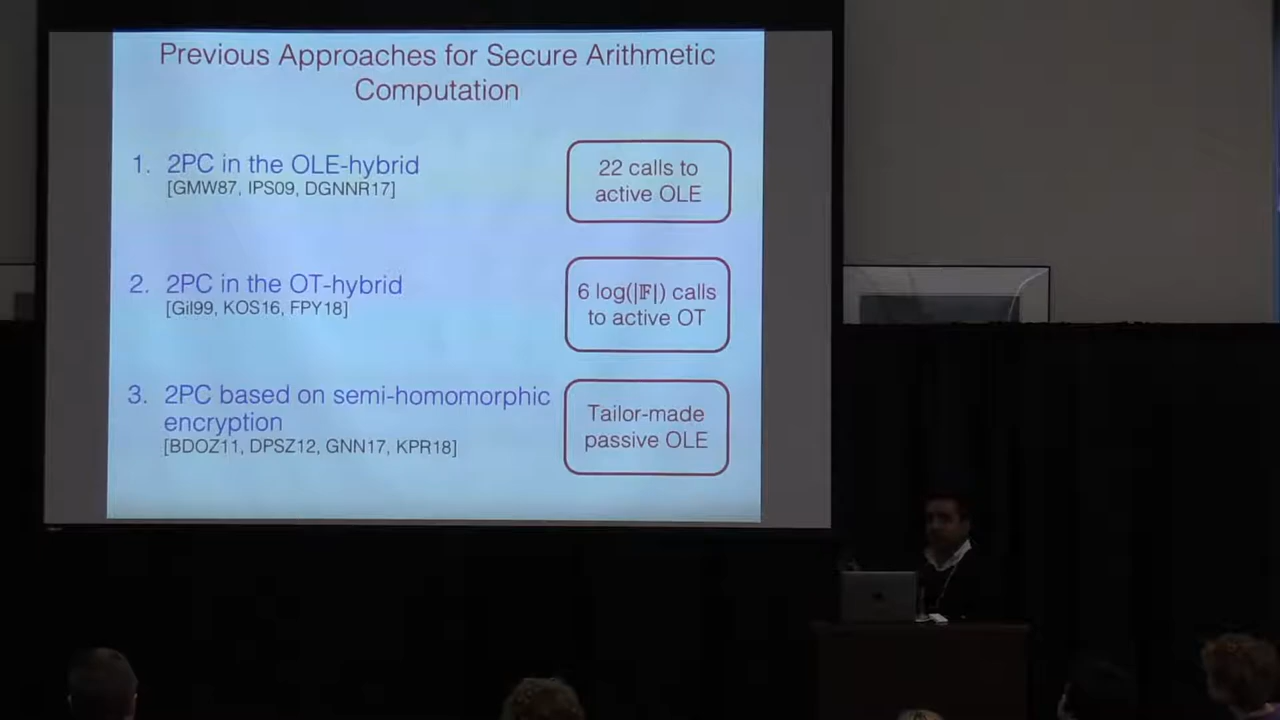 Previous Approaches for Secure Arithmetic
Computation
1. 2PC in the OLE-hybrid
[GMW87, IPS09, DGNNR17]
22 calls to
active OLE
2. 2PC in the OT-hybrid
[Gil99, KOS16, FPY18]
6 log(|𝔽|) calls
to active OT
3. 2PC based on semi-homomorphic
encryption
[BDOZ11, DPSZ12, GNN17, KPR18]
Tailor-made
passive OLE